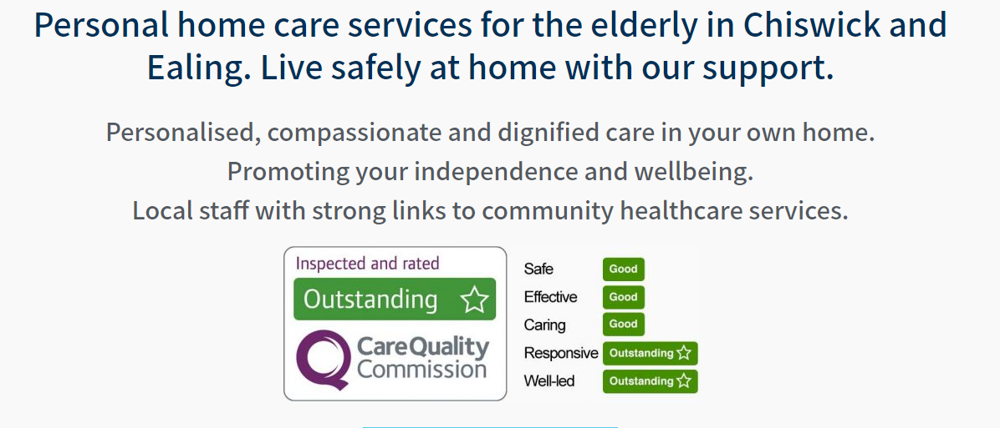 Personal home care services for the elderly in Chiswick and
Ealing. Live safely at home with our support.
Personalised, compassionate and dignified care in your own home.
Promoting your independence and wellbeing.
Local staff with strong links to community healthcare services.
Inspected and rated
Outstanding
CareQuality
Commission
Safe Good
Effective Good
Caring Good
Responsive Outstanding
Well-led Outstanding